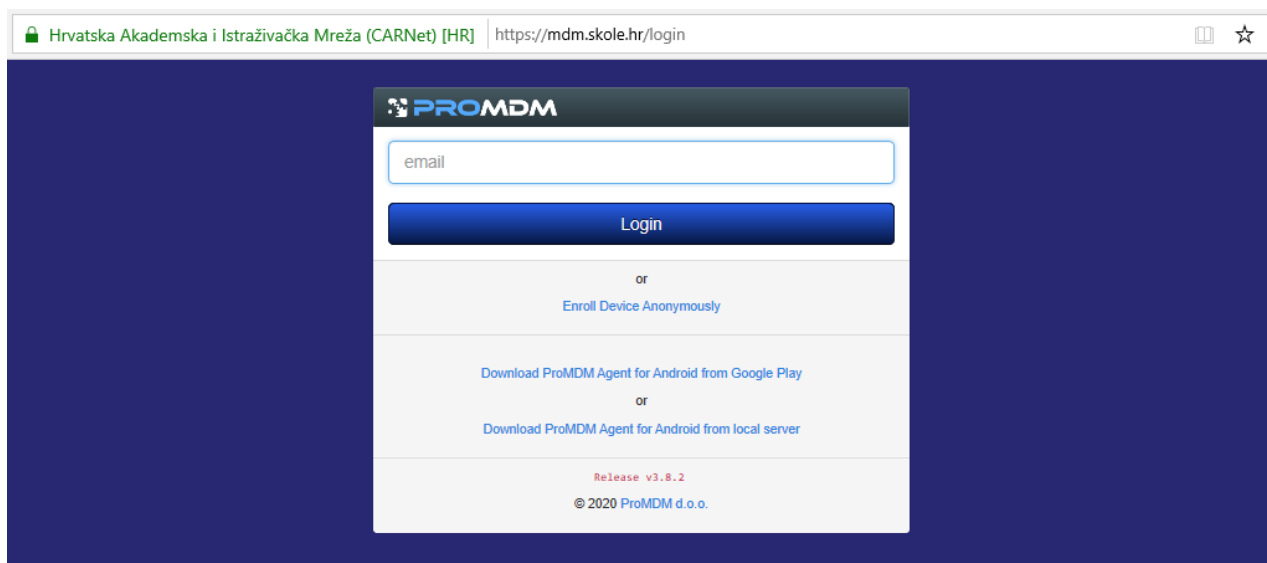 Hrvatska Akademska i Istraživačka Mreža (CARNet) [HR] https://mdm.skole.hr/login
PROMDM
email
Login
or
Enroll Device Anonymously
Download ProMDM Agent for Android from Google Play
or
Download ProMDM Agent for Android from local server
Release v3.8.2
© 2020 ProMDM d.o.o.